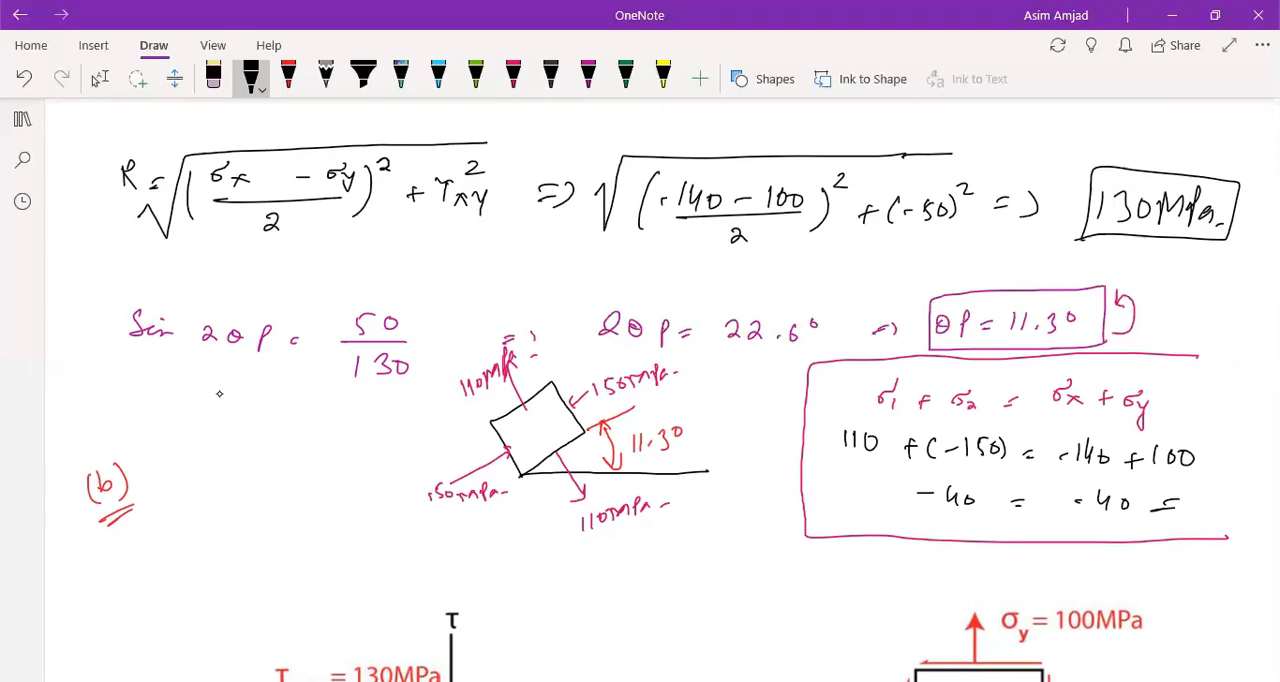 OneNote
Asim Amjad
Home Insert Draw View Help
Share
Shapes Ink to Shape Ink to Text
R = √((σx - σy)/2)² + τxy² => √((-140 - 100)/2)² + (-50)² => 130MPa.
Sin 2θP = 50/130 => 2θP = 22.6° => θP = 11.3°
110MPa-
150MPa-
11.3°
150MPa-
110MPa-
σ1 + σ2 = σx + σy
110 + (-150) = -140 + 100
-40 = -40 =
(b)
τ
σy = 100MPa
= 130MPa